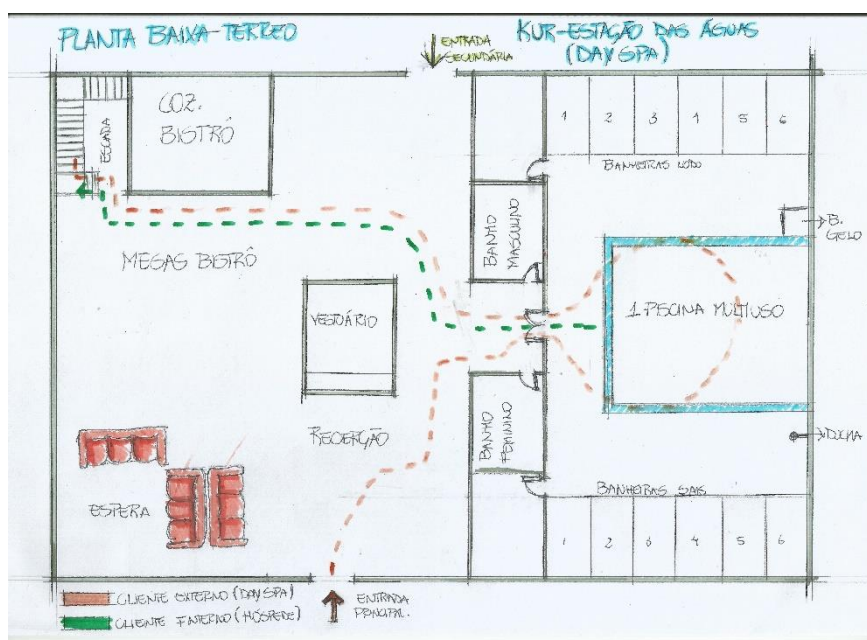 PLANTA BAIXA-TERREO
ENTRADA
SECUNDÁRIA
KUR-ESTAÇÃO DAS ÁGUAS
(DAY SPA)
COZ.
BISTRÔ
ESCADA
1 2 3 1 5 6
BANHEIRAS LODO
B.
GELO
BANHO
MASCULINO
MESAS BISTRÔ
VESTUÁRIO
1 PISCINA MULTIUSO
RECEPÇÃO
BANHO
FEMININO
DUCHA
BANHEIRAS SAIS
ESPERA
1 2 3 4 5 6
CLIENTE EXTERNO (DAY SPA)
CLIENTE INTERNO (HÓSPEDE)
ENTRADA
PRINCIPAL.